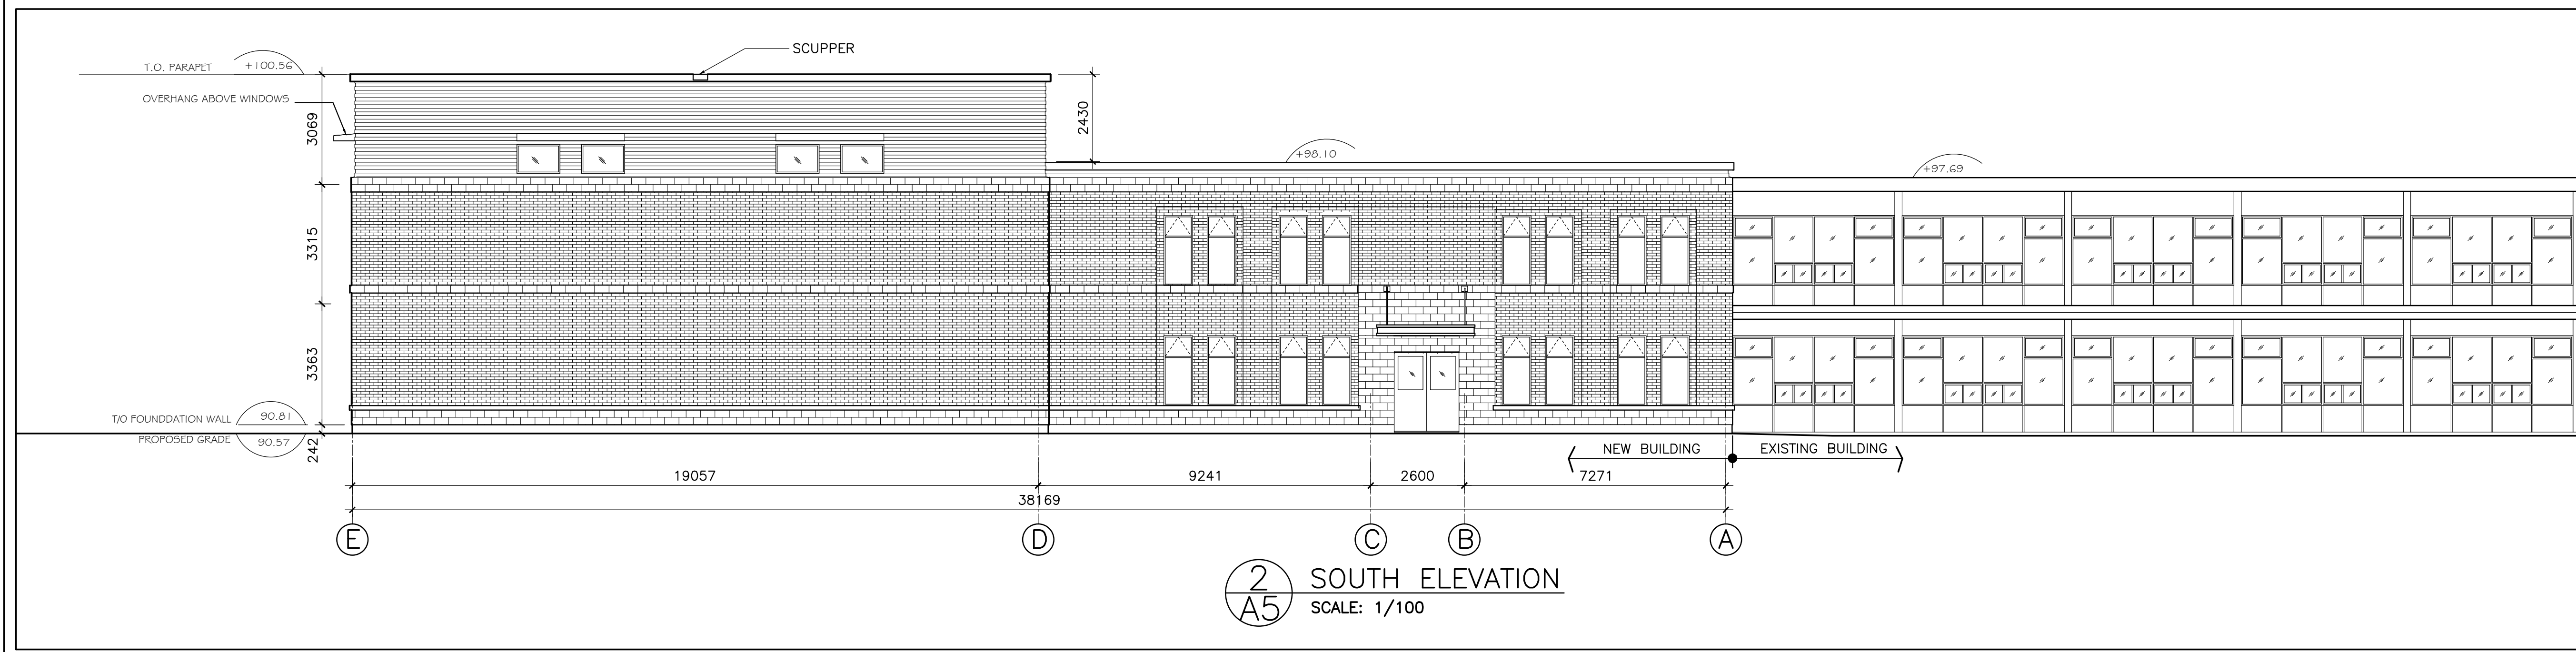 SCUPPER
T.O. PARAPET +100.56
OVERHANG ABOVE WINDOWS
3069
2430
+98.10
+97.69
3315
3363
T/O FOUNDDATION WALL 90.81
PROPOSED GRADE 90.57
242
NEW BUILDING EXISTING BUILDING
19057 9241 2600 7271
38169
E D C B A
2 SOUTH ELEVATION
A5 SCALE: 1/100